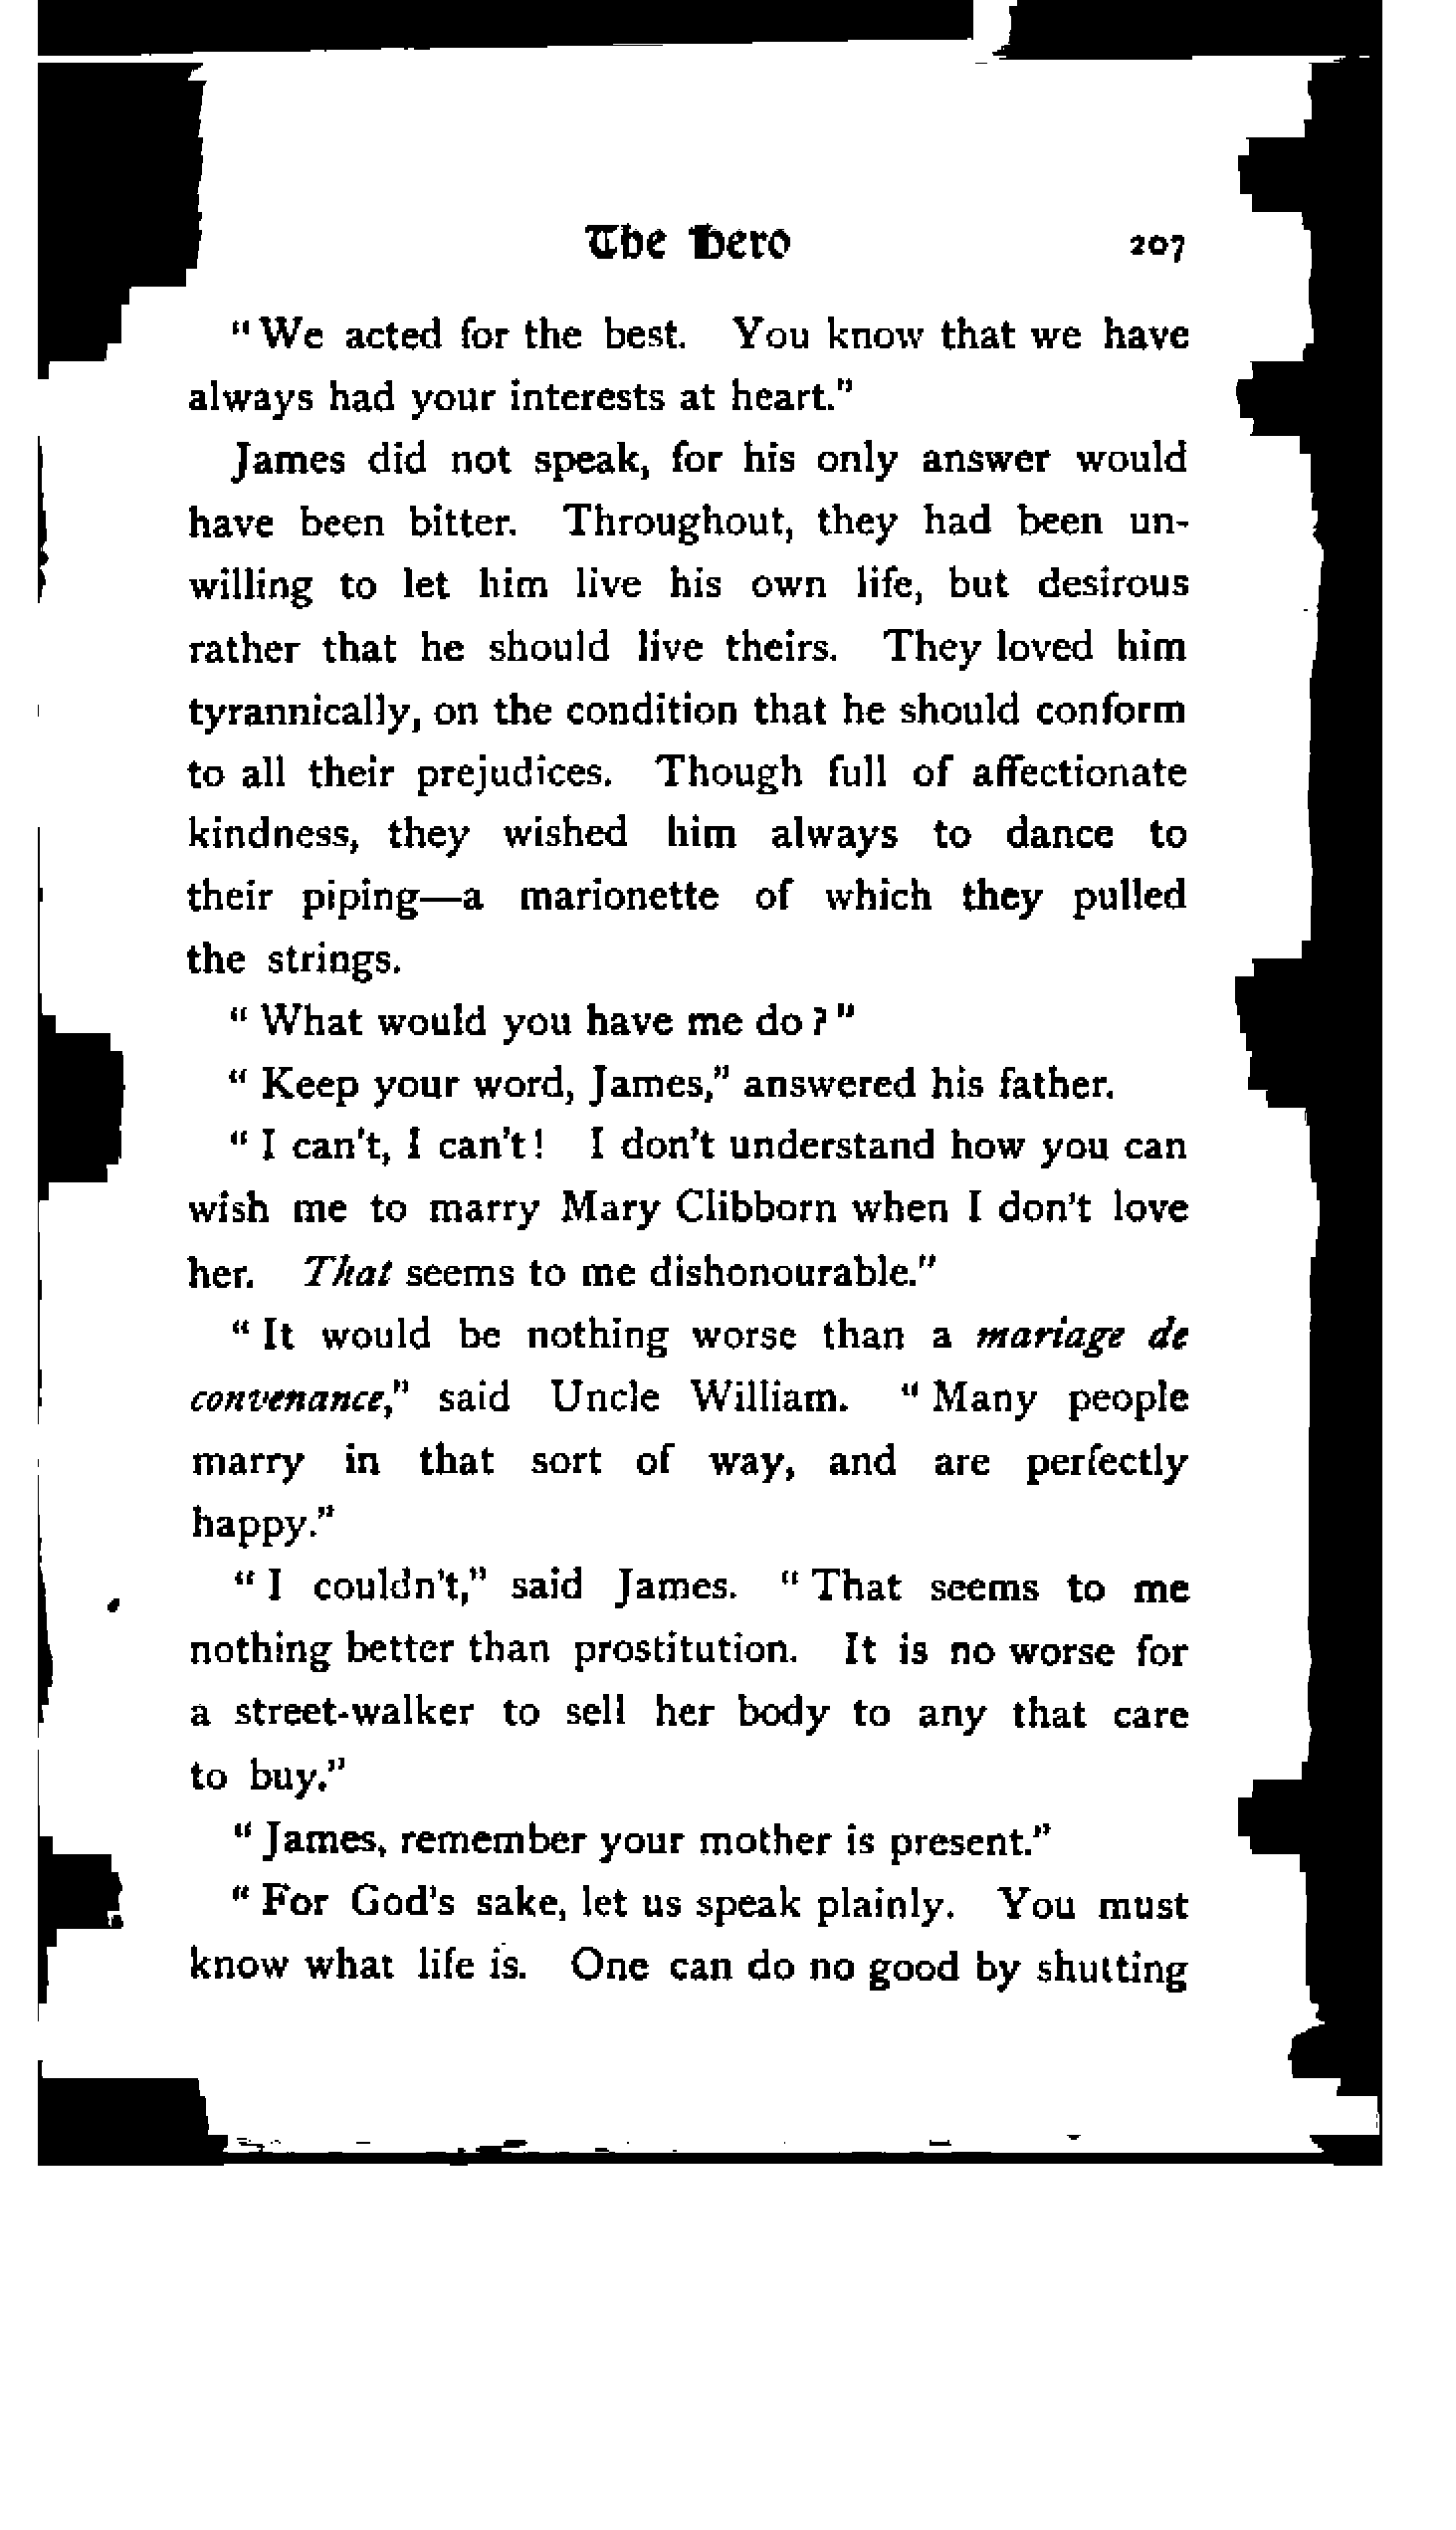 The Hero 207
"We acted for the best. You know that we have
always had your interests at heart."
James did not speak, for his only answer would
have been bitter. Throughout, they had been un-
willing to let him live his own life, but desirous
rather that he should live theirs. They loved him
tyrannically, on the condition that he should conform
to all their prejudices. Though full of affectionate
kindness, they wished him always to dance to
their piping—a marionette of which they pulled
the strings.
"What would you have me do?"
"Keep your word, James," answered his father.
"I can't, I can't! I don't understand how you can
wish me to marry Mary Clibborn when I don't love
her. That seems to me dishonourable."
"It would be nothing worse than a mariage de
convenance," said Uncle William. "Many people
marry in that sort of way, and are perfectly
happy."
"I couldn't," said James. "That seems to me
nothing better than prostitution. It is no worse for
a street-walker to sell her body to any that care
to buy."
"James, remember your mother is present."
"For God's sake, let us speak plainly. You must
know what life is. One can do no good by shutting